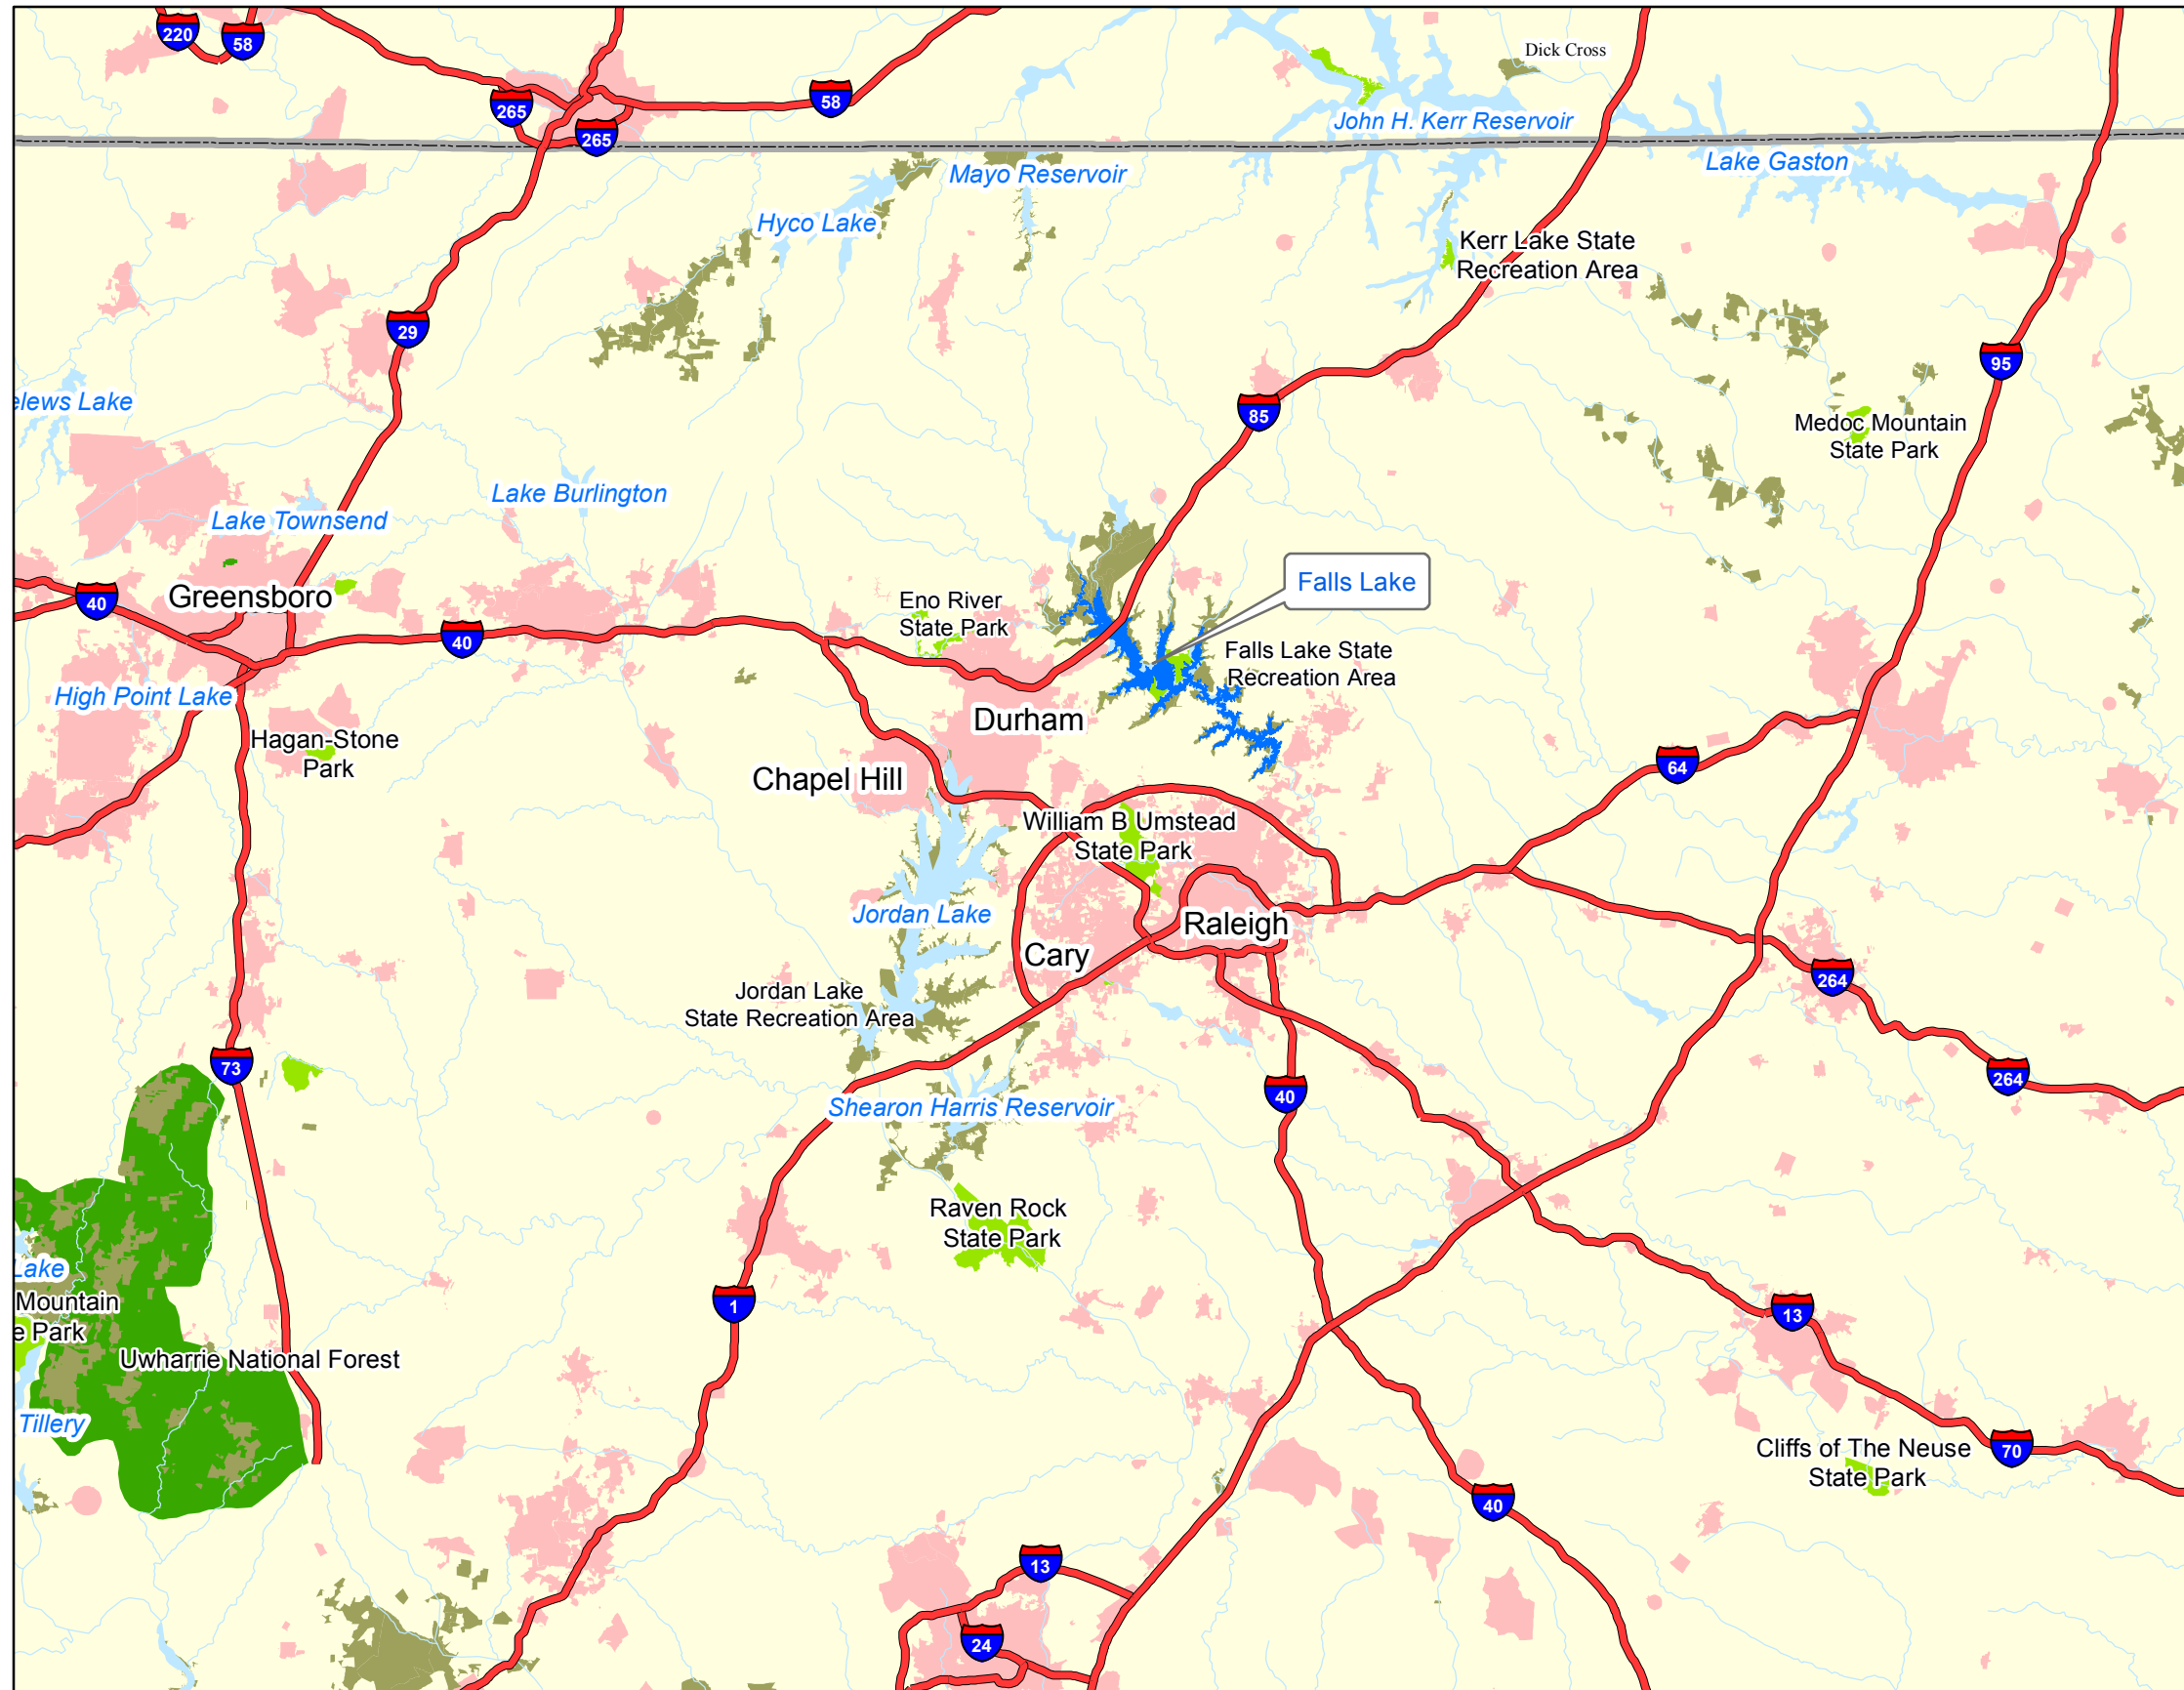 220
58
Dick Cross
265
58
265
John H. Kerr Reservoir
Lake Gaston
Mayo Reservoir
Hyco Lake
Kerr Lake State
Recreation Area
29
95
elews Lake
85
Medoc Mountain
State Park
Lake Burlington
Lake Townsend
Falls Lake
Greensboro
40
40
Eno River
State Park
Falls Lake State
Recreation Area
High Point Lake
Durham
Hagan-Stone
Park
64
Chapel Hill
William B Umstead
State Park
Jordan Lake
Raleigh
Cary
264
Jordan Lake
State Recreation Area
73
264
40
Shearon Harris Reservoir
Raven Rock
State Park
Lake
Mountain
e Park
1
13
Uwharrie National Forest
Tillery
Cliffs of The Neuse
State Park
70
40
13
24